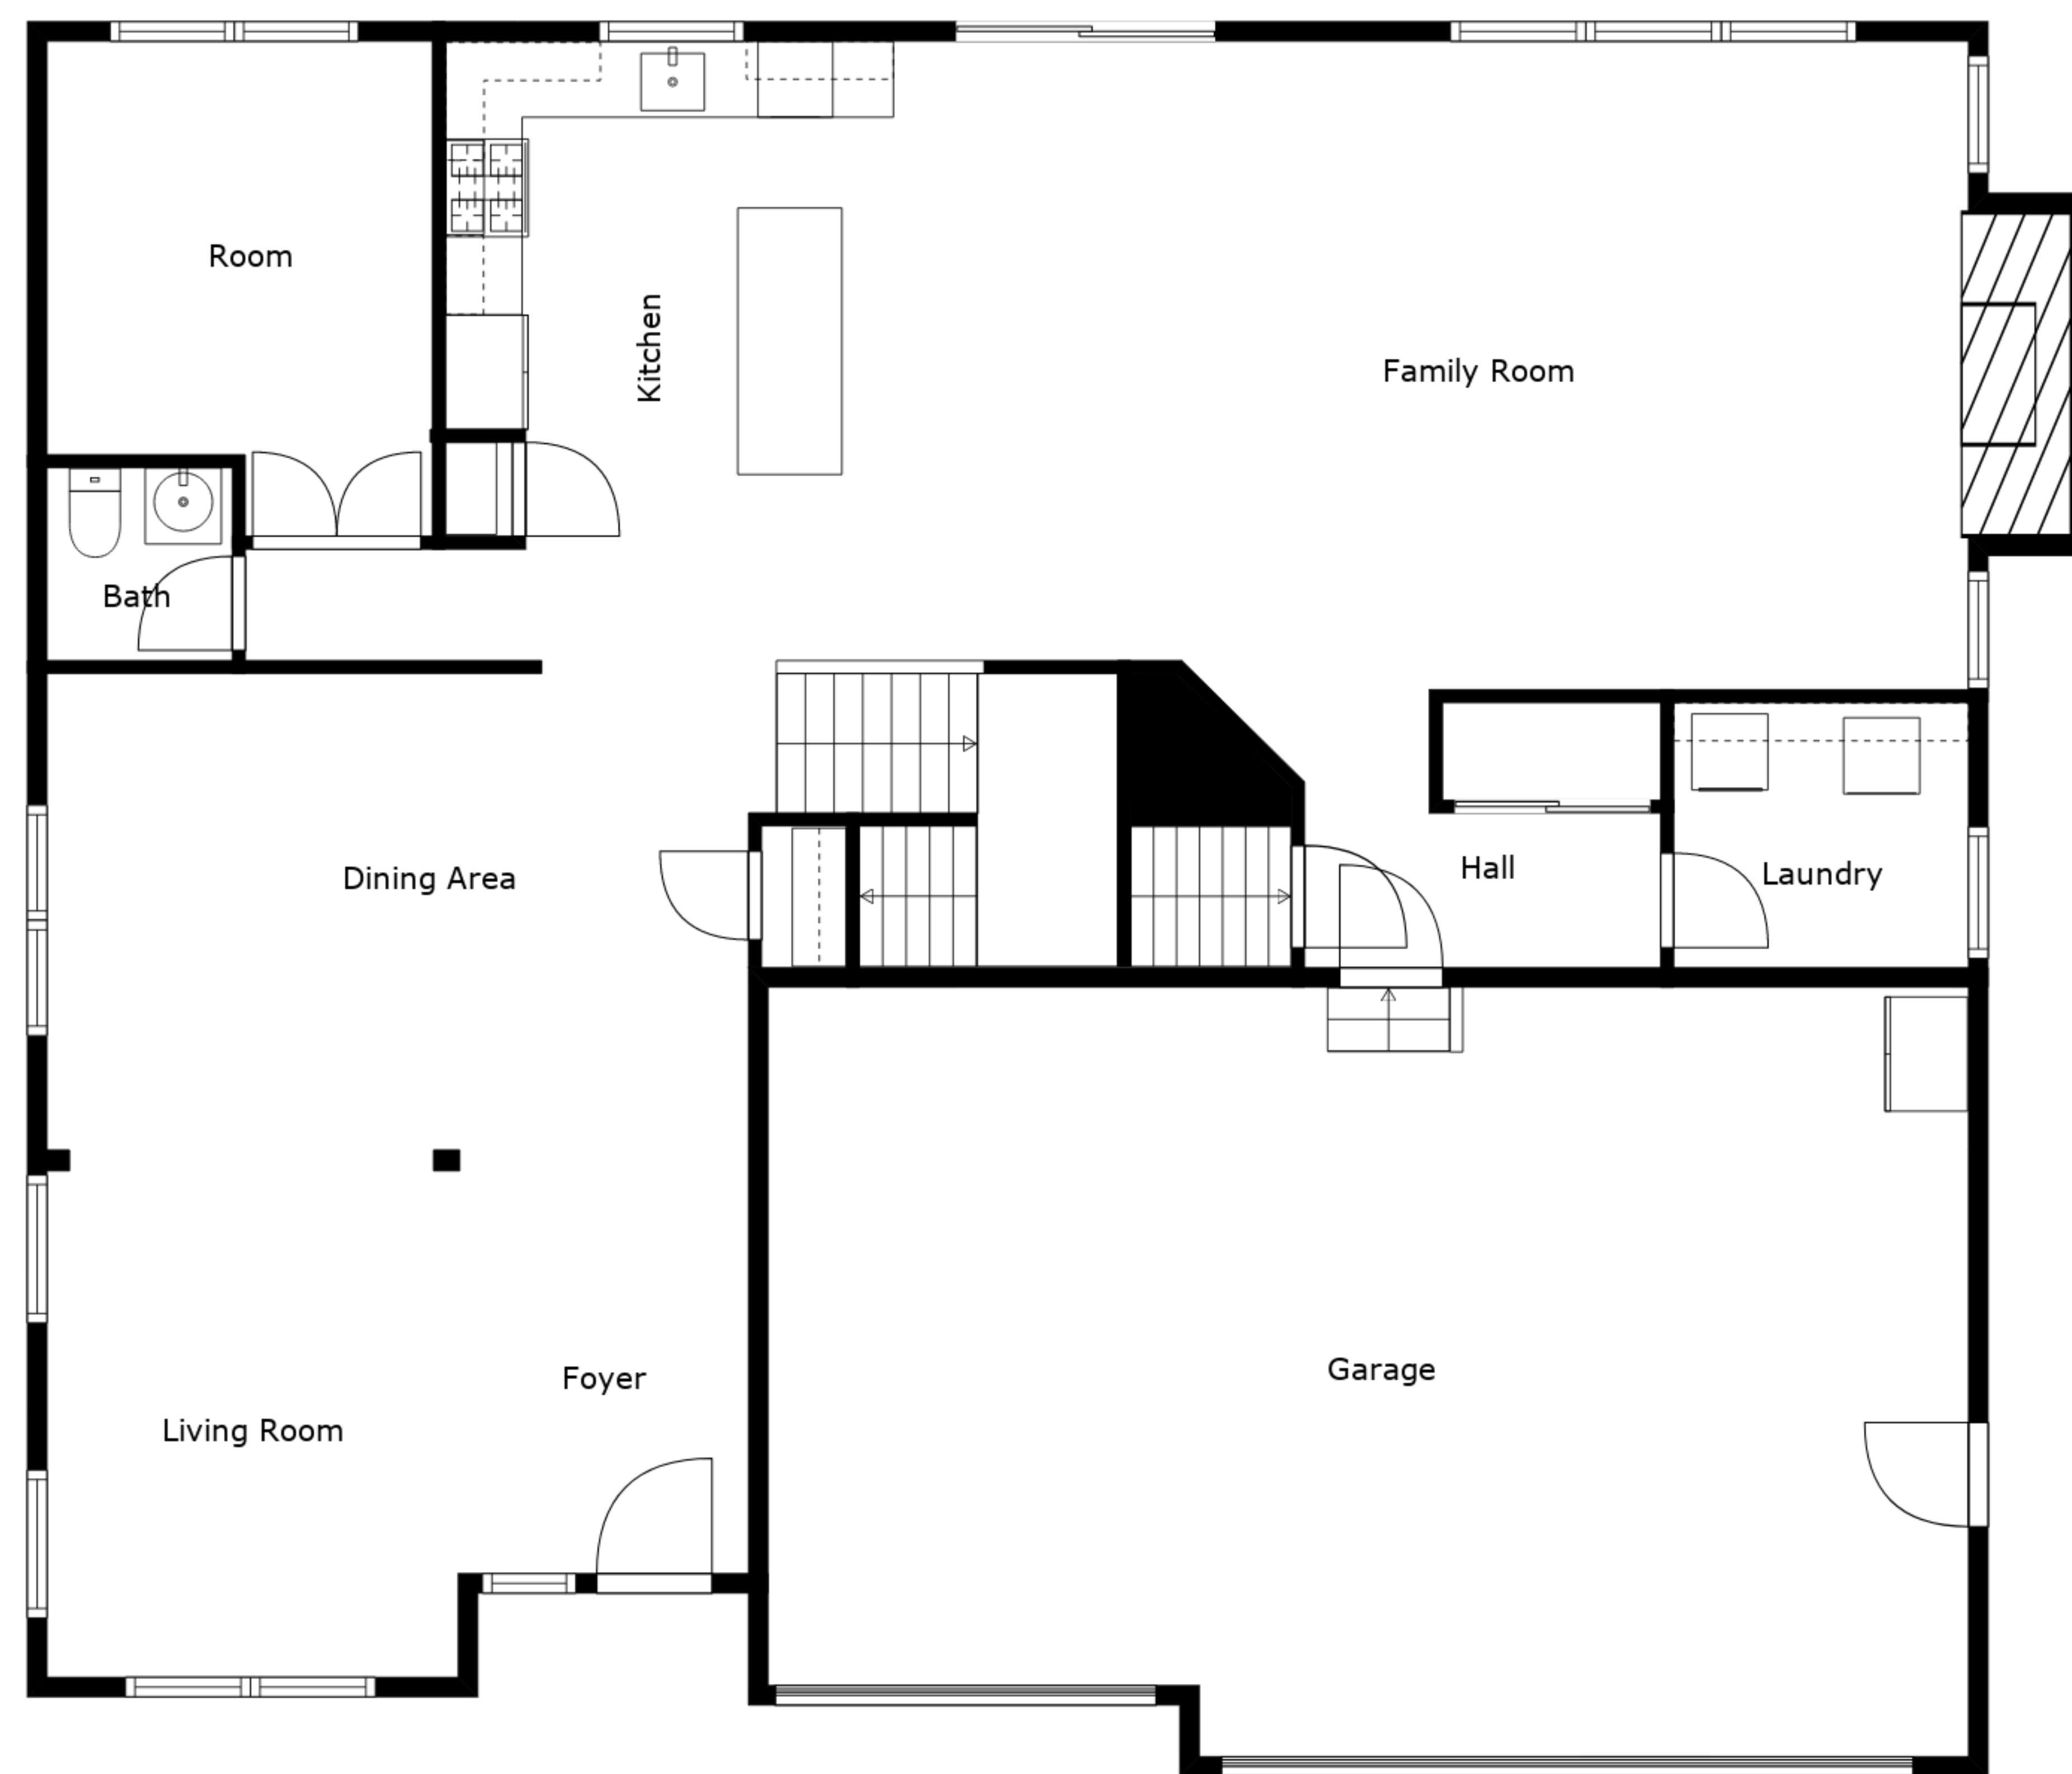 Room
Kitchen
Family Room
Bath
Dining Area
Hall
Laundry
Foyer
Garage
Living Room